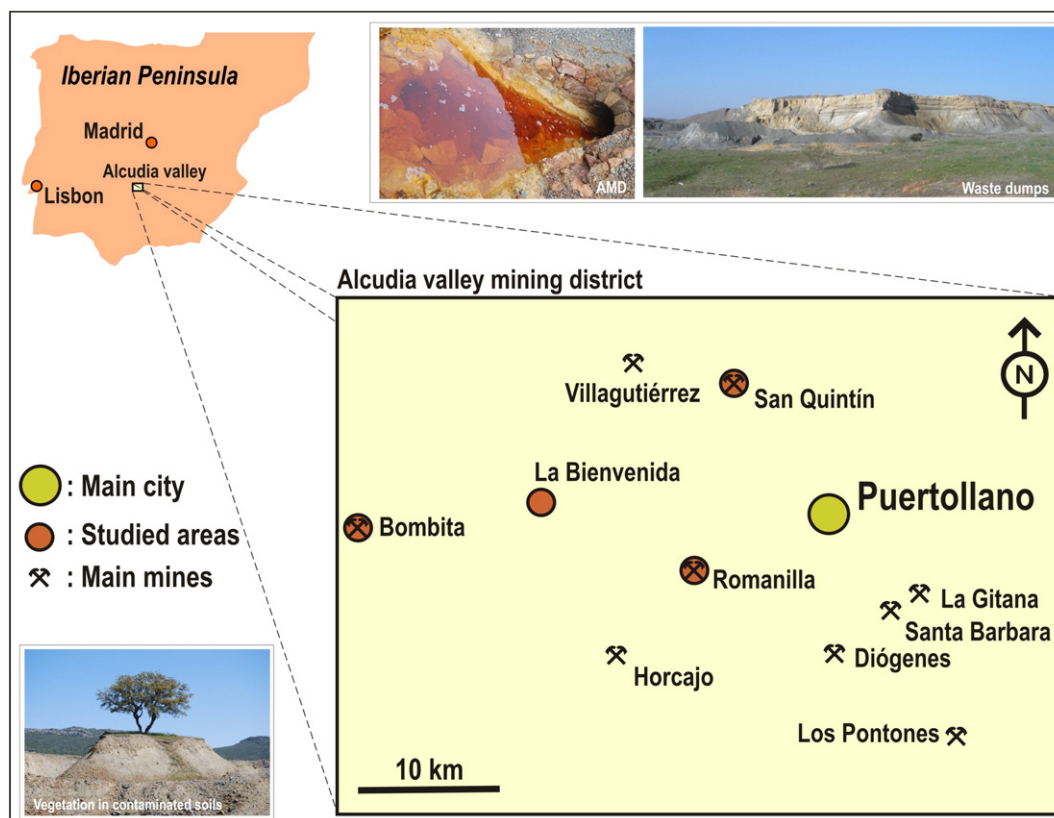 Iberian Peninsula
Madrid
Alcudia valley
Lisbon
AMD
Waste dumps
Alcudia valley mining district
N
Villagutiérrez
San Quintín
La Bienvenida
Puertollano
Bombita
Romanilla
La Gitana
Santa Barbara
Diógenes
Horcajo
Los Pontones
10 km
: Main city
: Studied areas
: Main mines
Vegetation in contaminated soils